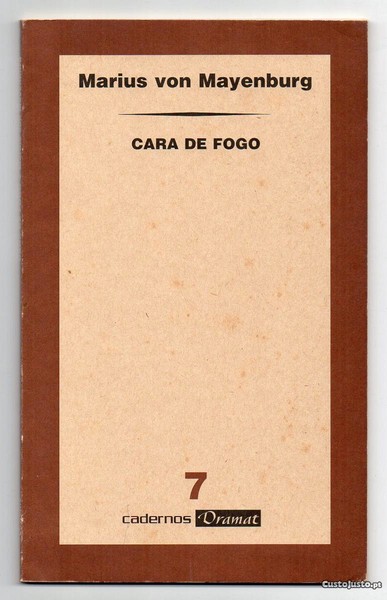 Marius von Mayenburg
CARA DE FOGO
7
cadernos Dramat
CustoJusto.pt